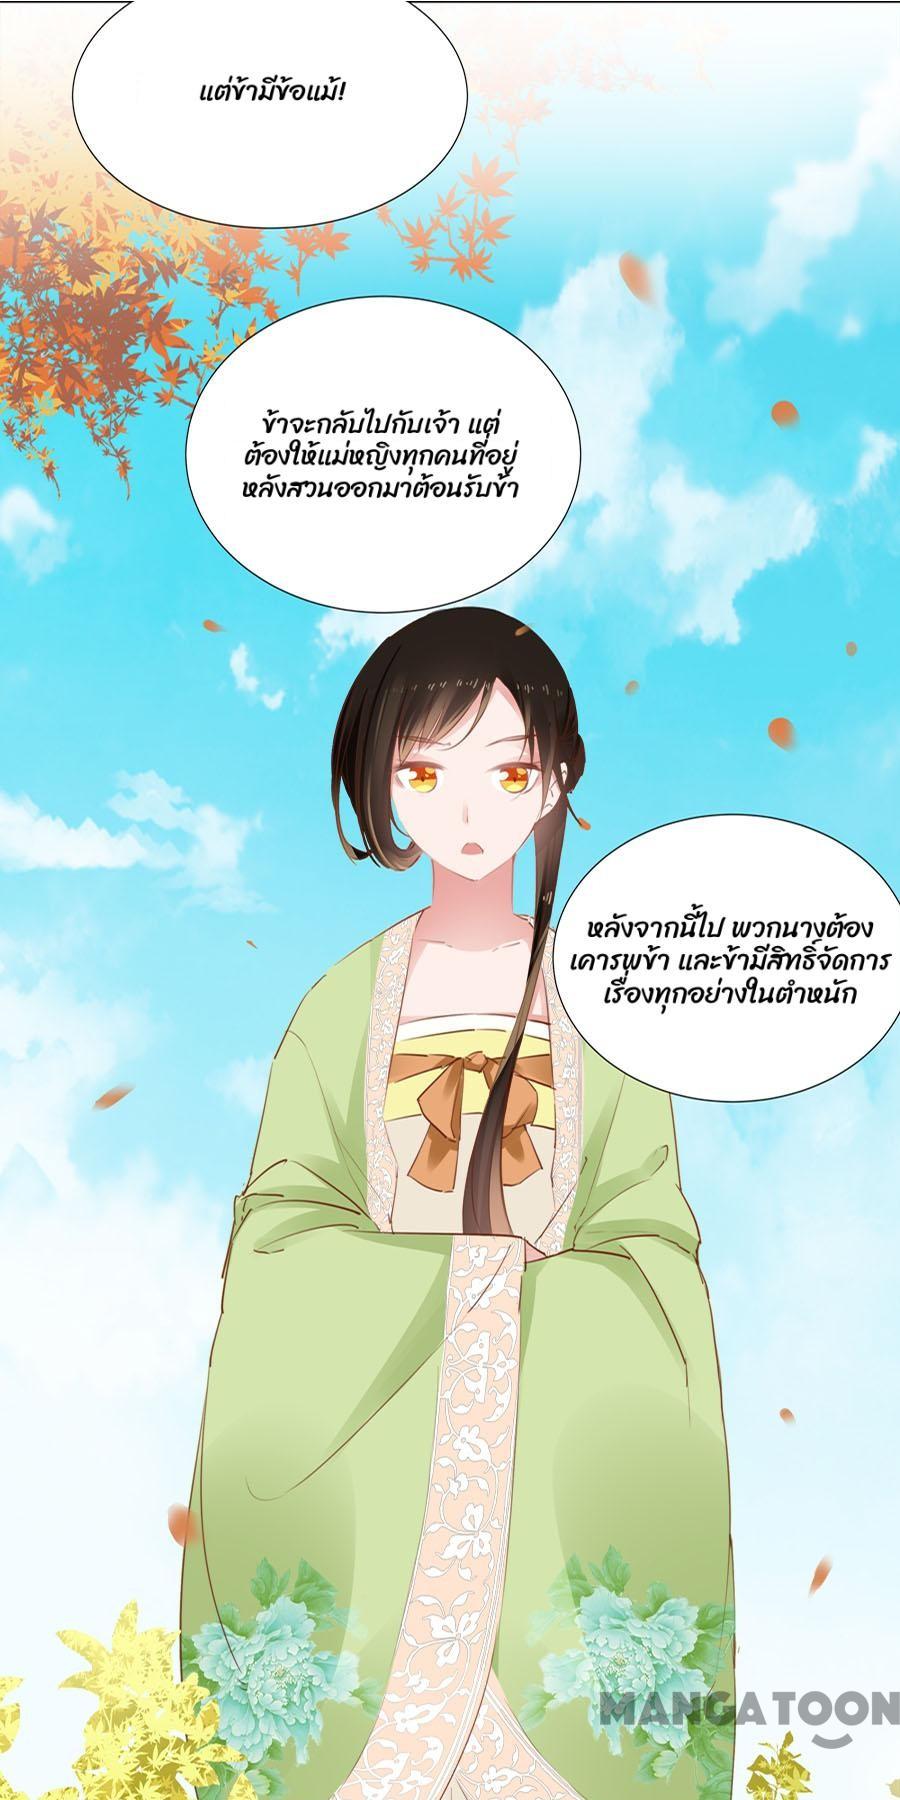 แต่ข้ามีข้อแม้!
ข้าจะกลับไปกับเจ้า แต่
ต้องให้แม่หญิงทุกคนที่อยู่
หลังสวนออกมาต้อนรับข้า
หลังจากนี้ไป พวกนางต้อง
เคารพข้า และข้ามีสิทธิ์จัดการ
เรื่องทุกอย่างในตำหนัก
MANGATOON